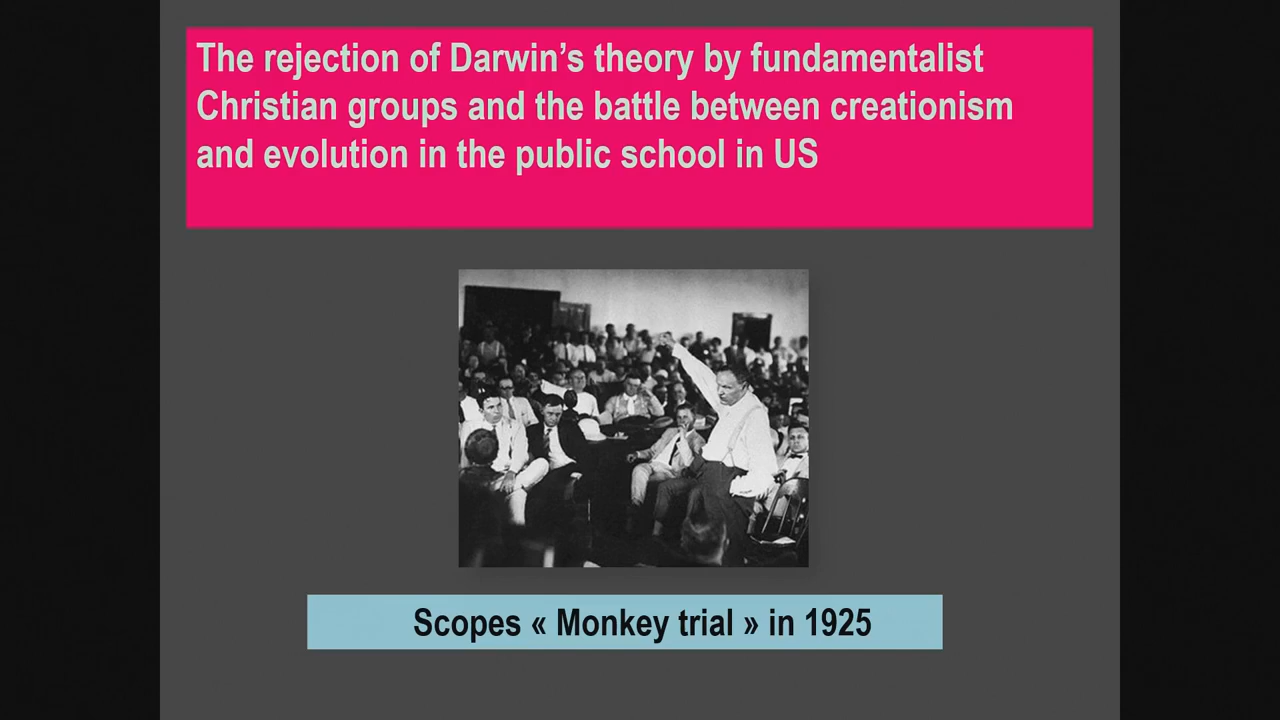 The rejection of Darwin’s theory by fundamentalist
Christian groups and the battle between creationism
and evolution in the public school in US
Scopes « Monkey trial » in 1925